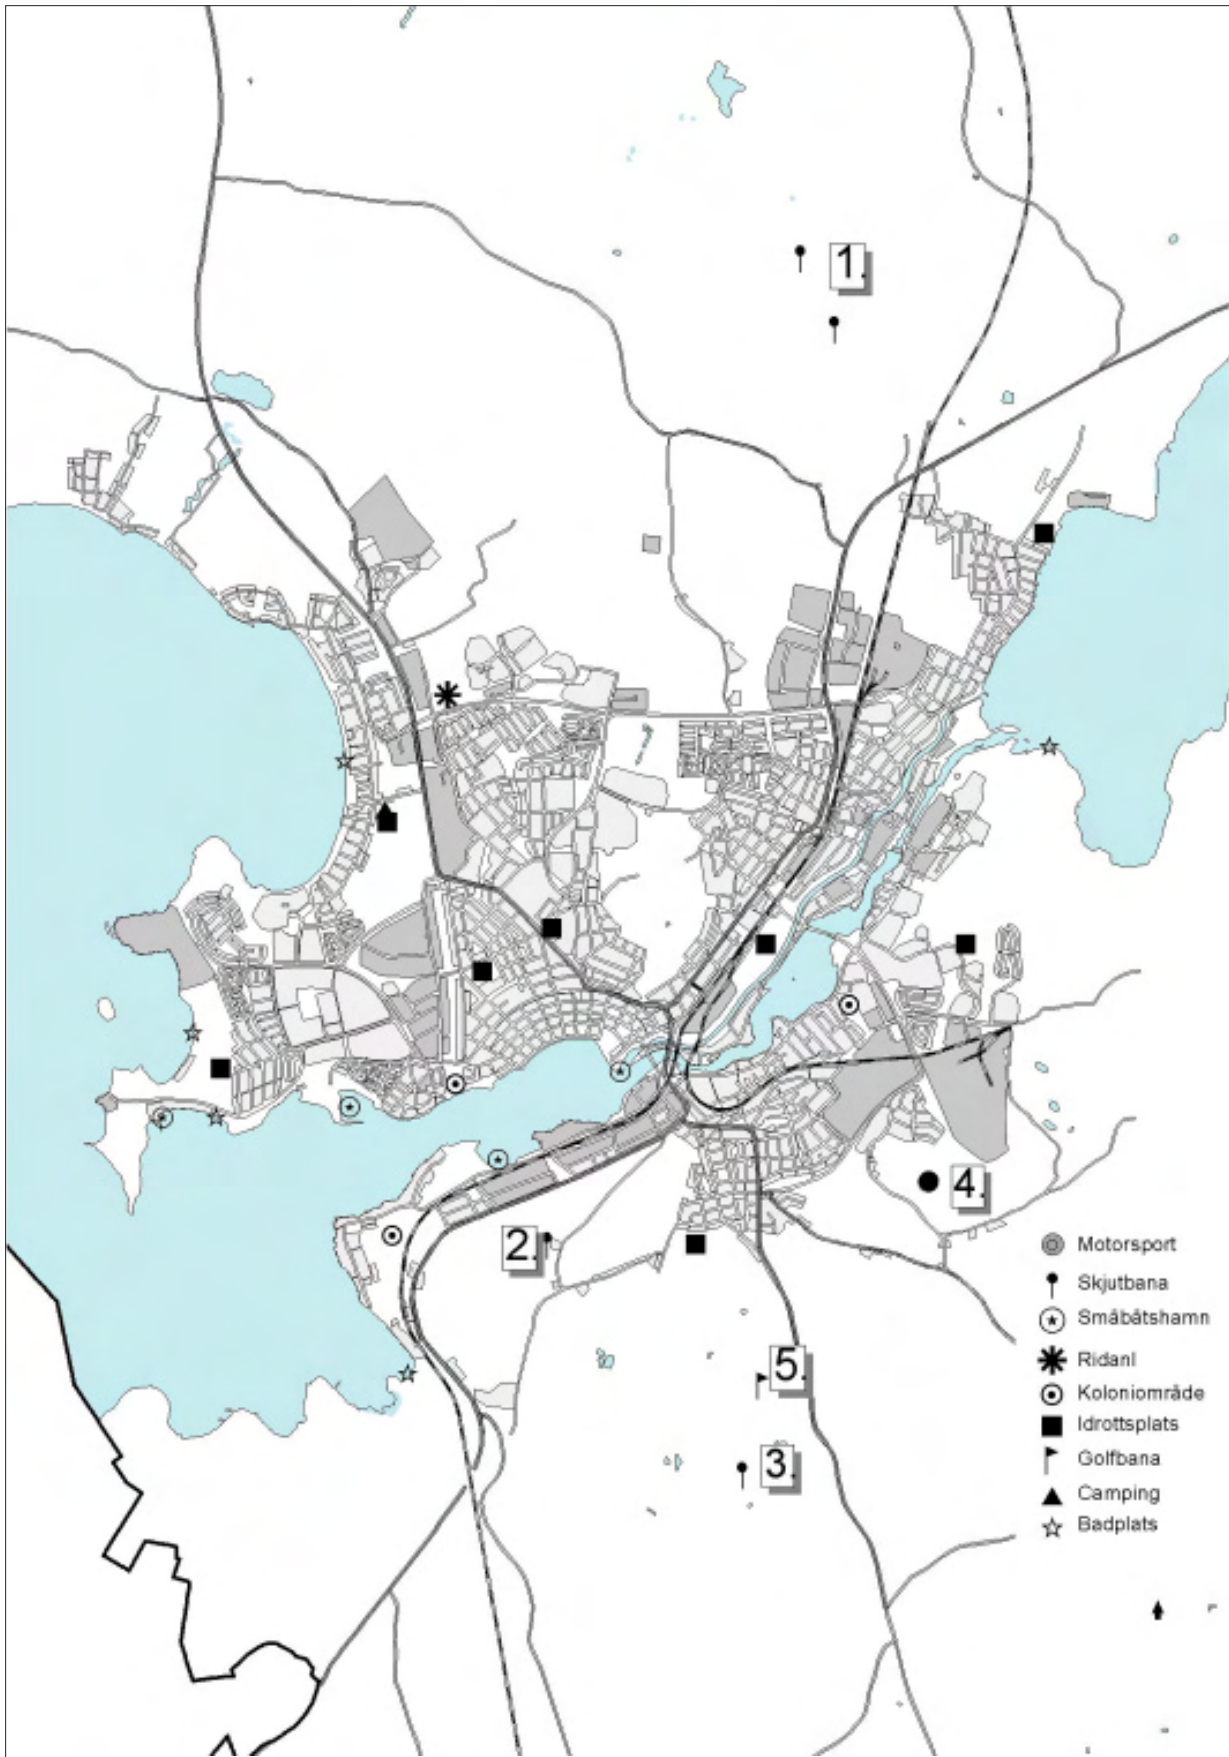 1.
2.
4.
5.
3.
Motorsport
Skjutbana
Småbåtshamn
Ridanl
Koloniområde
Idrottsplats
Golfbana
Camping
Badplats